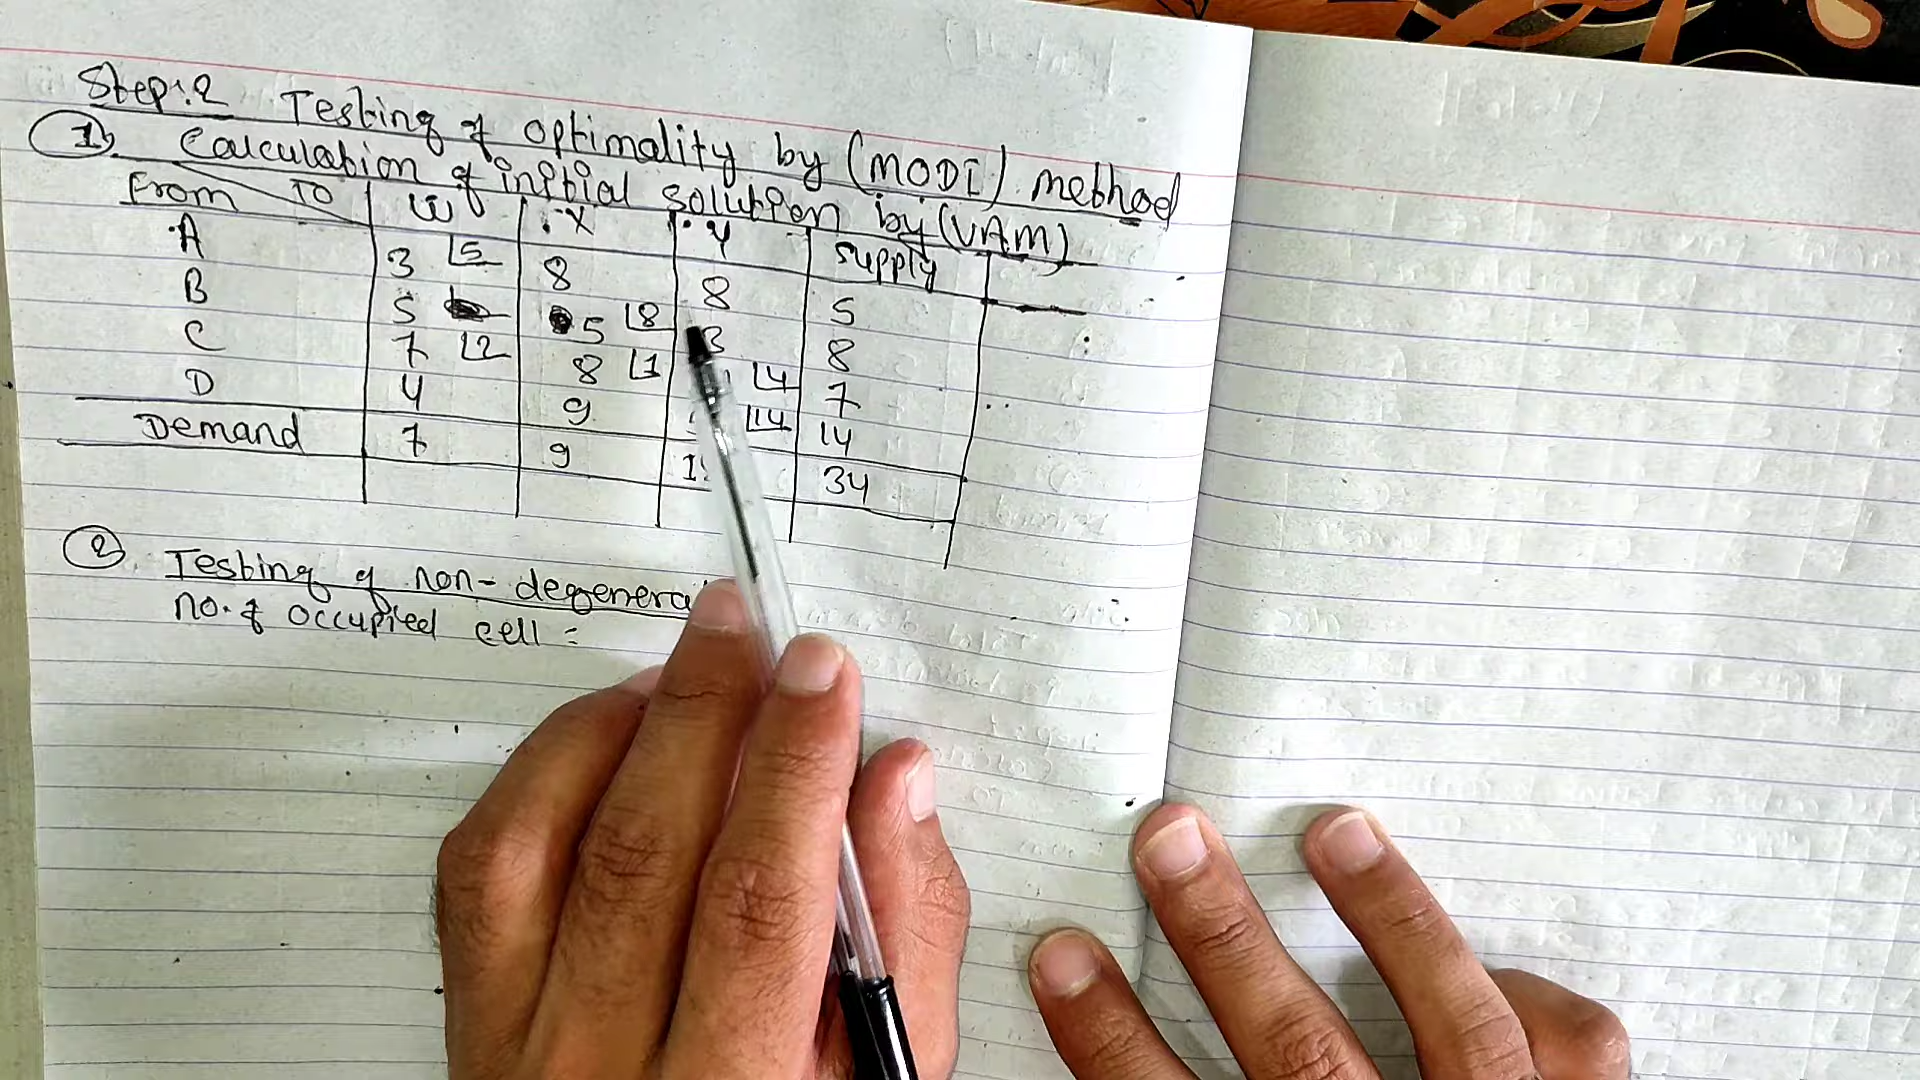 Step:2 Testing of optimality by (MODI) method
1) Calculation of initial solution by (VAM)
From TO W X Y Supply
A 3 5 8 8 5
B 5 5 8 3 8
C 7 2 8 1 4 7
D 4 9 14 14
Demand 7 9 34
2) Testing of non-
no. of occupied cell =